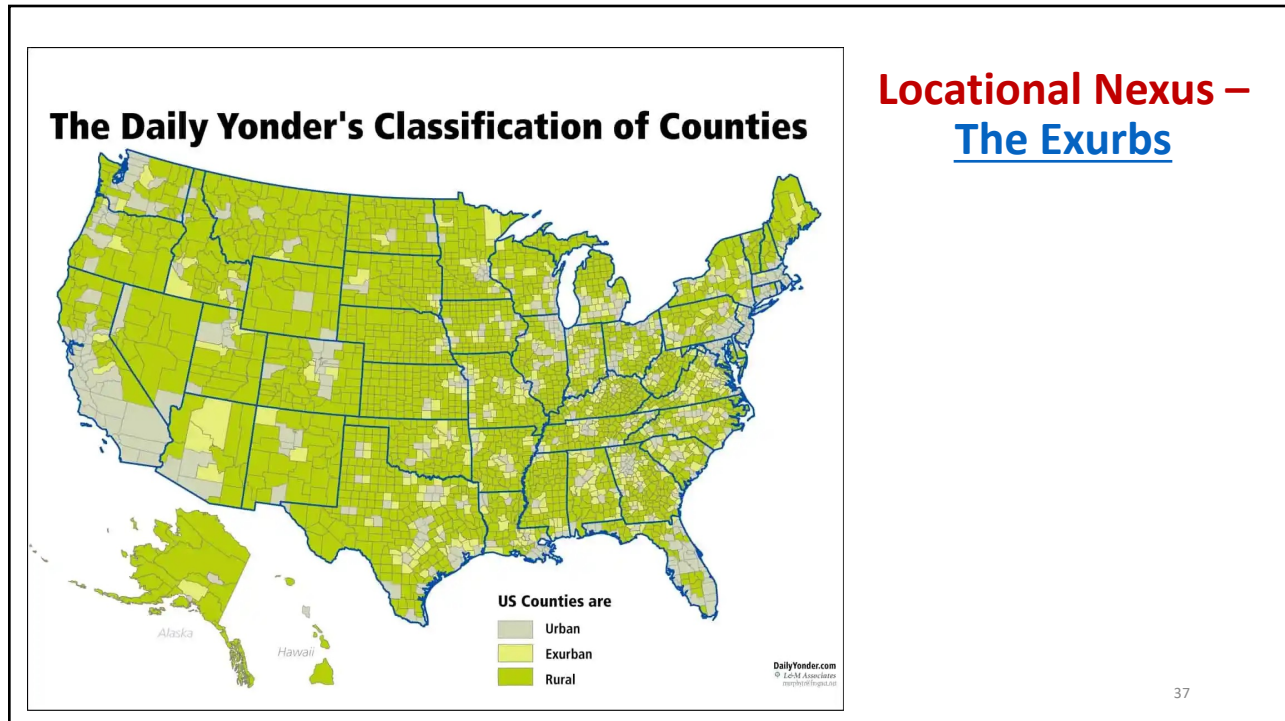 Locational Nexus –
The Exurbs
The Daily Yonder's Classification of Counties
Alaska
Hawaii
US Counties are
Urban
Exurban
Rural
DailyYonder.com
L&M Associates
37